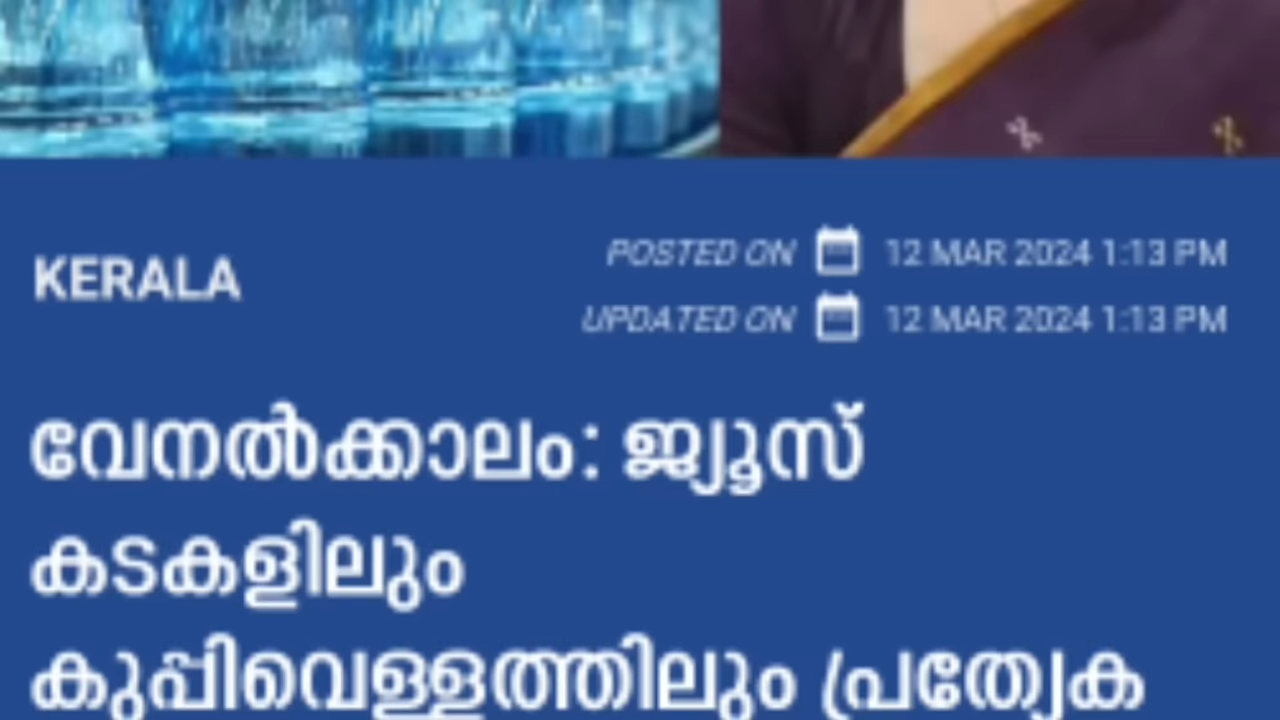 KERALA
POSTED ON 12 MAR 2024 1:13 PM
UPDATED ON 12 MAR 2024 1:13 PM
വേനൽക്കാലം: ജ്യൂസ്
കടകളിലും
കുപ്പിവെള്ളത്തിലും പ്രത്യേക